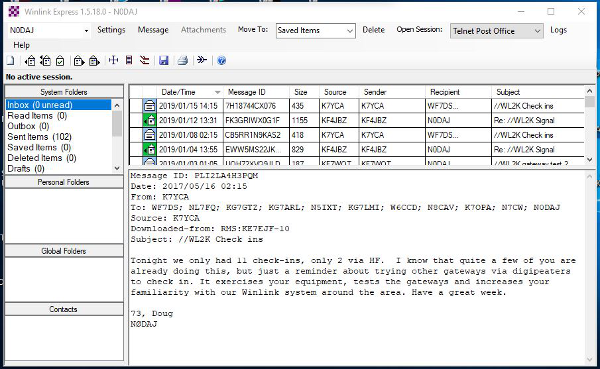 Winlink Express 1.5.18.0 - N0DAJ
N0DAJ Settings Message Attachments Move To: Saved Items Delete Open Session: Telnet Post Office Logs
Help
No active session.
System Folders
Inbox (0 unread)
Read Items (0)
Outbox (0)
Sent Items (102)
Saved Items (0)
Deleted Items (0)
Drafts (0)
Personal Folders
Global Folders
Contacts
Date/Time Message ID Size Source Sender Recipient Subject
2019/01/15 14:15 7H18744CX076 435 K7YCA K7YCA WF7DS... //WL2K Check ins
2019/01/12 13:31 FK3GRIWX0G1F 1155 KF4JBZ KF4JBZ N0DAJ Re: //WL2K Signal
2019/01/08 02:15 CB5RR1N9KAS2 418 K7YCA K7YCA WF7DS... //WL2K Check ins
2019/01/04 13:55 EWW5MS22JK... 829 KF4JBZ KF4JBZ N0DAJ Re: //WL2K Signal
2019/01/03 01:05 187 KE7WOT KE7WOT N0DAJ //WL2K gateway test 2
Message ID: PLI2LA4H3PQM
Date: 2017/05/16 02:15
From: K7YCA
To: WF7DS; NL7FQ; KG7GTZ; KG7ARL; N5IXT; KG7LMI; W6CCD; N8CAV; K7OPA; N7CW; N0DAJ
Source: K7YCA
Downloaded-from: RMS:KE7EJF-10
Subject: //WL2K Check ins
Tonight we only had 11 check-ins, only 2 via HF. I know that quite a few of you are
already doing this, but just a reminder about trying other gateways via digipeaters
to check in. It exercises your equipment, tests the gateways and increases your
familiarity with our Winlink system around the area. Have a great week.
73, Doug
NØDAJ